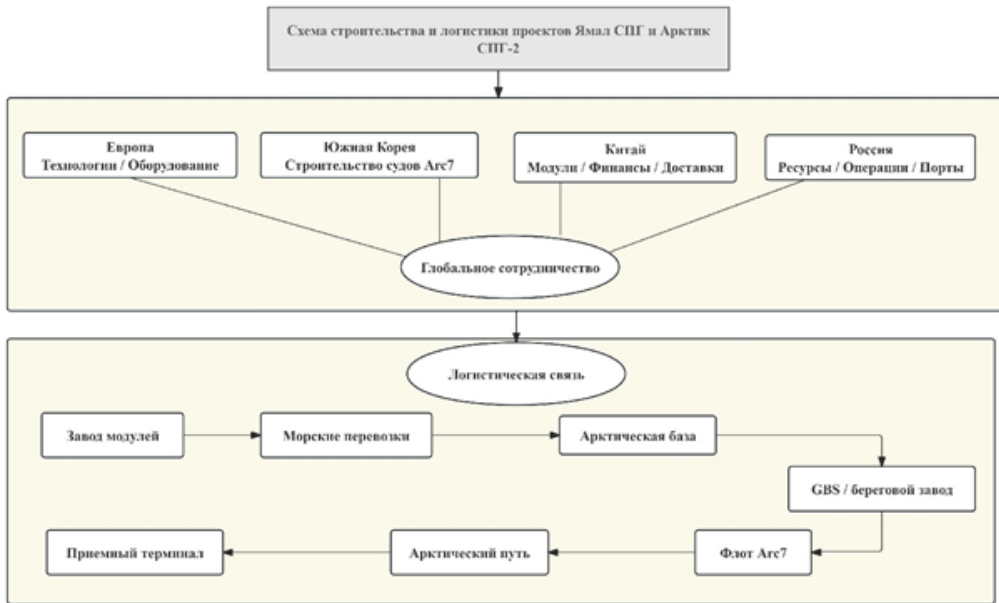 Схема строительства и логистики проектов Ямал СПГ и Арктик
СПГ-2
Европа
Технологии / Оборудование
Южная Корея
Строительство судов Arc7
Китай
Модули / Финансы / Доставки
Россия
Ресурсы / Операции / Порты
Глобальное сотрудничество
Логистическая связь
Завод модулей
Морские перевозки
Арктическая база
GBS / береговой завод
Флот Arc7
Арктический путь
Приемный терминал